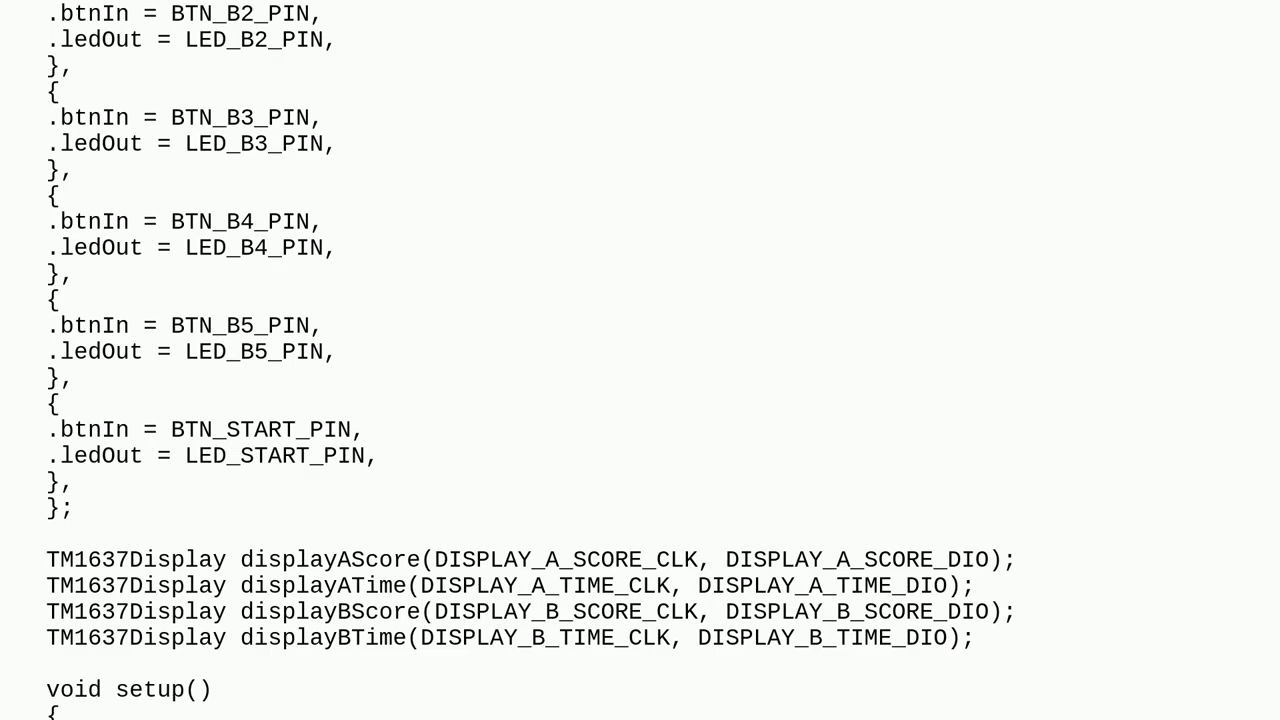 .btnIn = BTN_B2_PIN,
.ledOut = LED_B2_PIN,
},
{
.btnIn = BTN_B3_PIN,
.ledOut = LED_B3_PIN,
},
{
.btnIn = BTN_B4_PIN,
.ledOut = LED_B4_PIN,
},
{
.btnIn = BTN_B5_PIN,
.ledOut = LED_B5_PIN,
},
{
.btnIn = BTN_START_PIN,
.ledOut = LED_START_PIN,
},
};

TM1637Display displayAScore(DISPLAY_A_SCORE_CLK, DISPLAY_A_SCORE_DIO);
TM1637Display displayATime(DISPLAY_A_TIME_CLK, DISPLAY_A_TIME_DIO);
TM1637Display displayBScore(DISPLAY_B_SCORE_CLK, DISPLAY_B_SCORE_DIO);
TM1637Display displayBTime(DISPLAY_B_TIME_CLK, DISPLAY_B_TIME_DIO);

void setup()
{